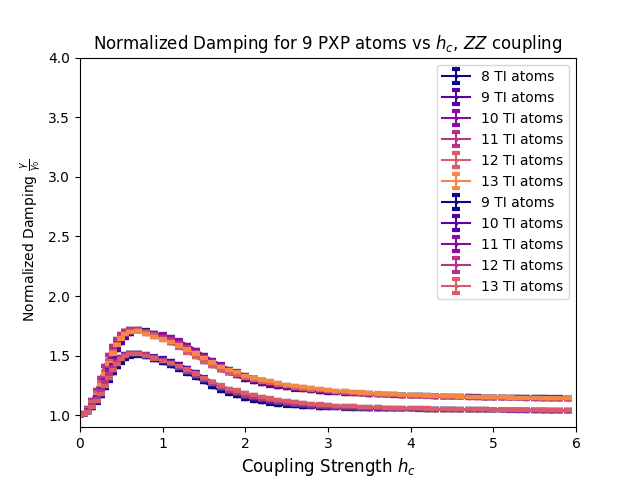 Normalized Damping for 9 PXP atoms vs $h_c$, ZZ coupling
4.0
3.5
3.0
2.5
2.0
1.5
1.0
Normalized Damping $\frac{\gamma}{\gamma_0}$
8 TI atoms
9 TI atoms
10 TI atoms
11 TI atoms
12 TI atoms
13 TI atoms
9 TI atoms
10 TI atoms
11 TI atoms
12 TI atoms
13 TI atoms
0 1 2 3 4 5 6
Coupling Strength $h_c$